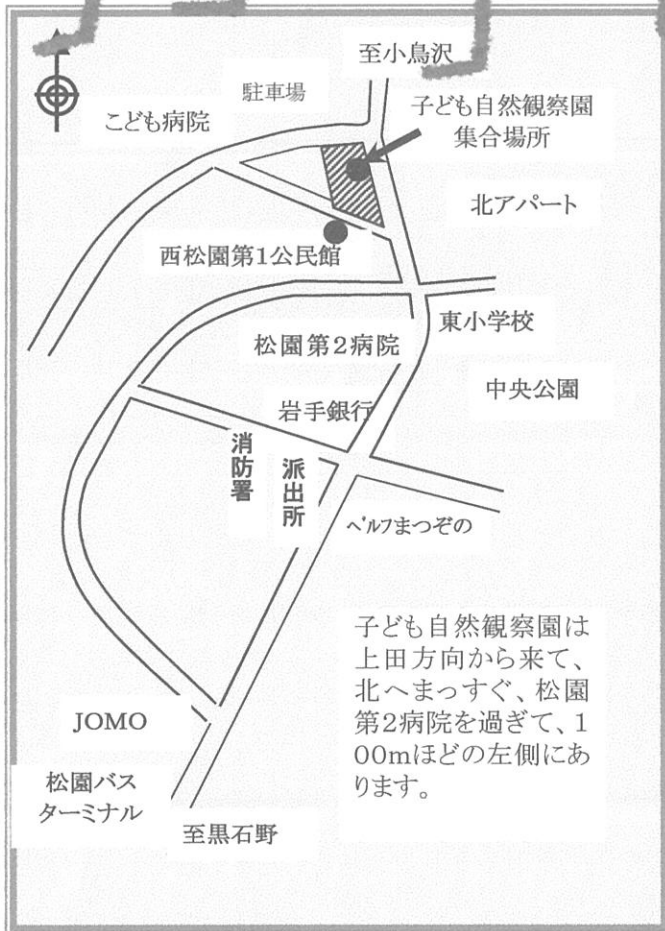 至小鳥沢
駐車場
子ども自然観察園
集合場所
こども病院
北アパート
西松園第1公民館
東小学校
松園第2病院
中央公園
岩手銀行
消防署
派出所
ベルフまつぞの
子ども自然観察園は
上田方向から来て、
北へまっすぐ、松園
第2病院を過ぎて、1
00mほどの左側にあ
ります。
JOMO
松園バス
ターミナル
至黒石野